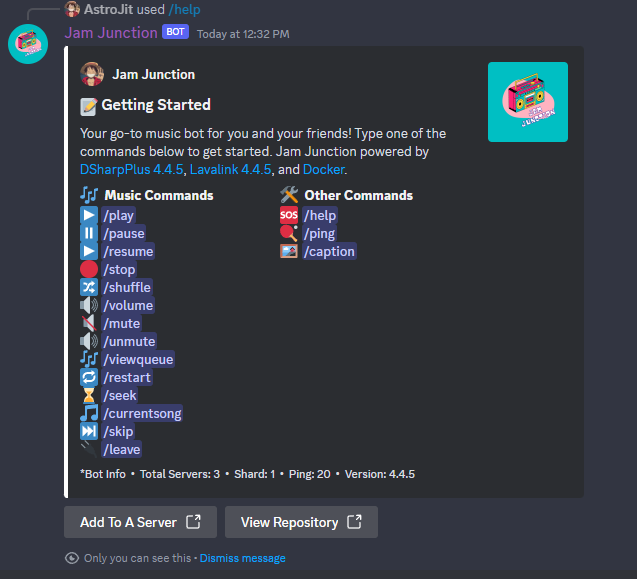 AstroJit used /help
Jam Junction BOT Today at 12:32 PM
Jam Junction
Getting Started
Your go-to music bot for you and your friends! Type one of the
commands below to get started. Jam Junction powered by
DSharpPlus 4.4.5, Lavalink 4.4.5, and Docker.
JAM
JUNCTION
Music Commands
/play
/pause
/resume
/stop
/shuffle
/volume
/mute
/unmute
/viewqueue
/restart
/seek
/currentsong
/skip
/leave
Other Commands
SOS /help
/ping
/caption
*Bot Info • Total Servers: 3 • Shard: 1 • Ping: 20 • Version: 4.4.5
Add To A Server
View Repository
Only you can see this • Dismiss message